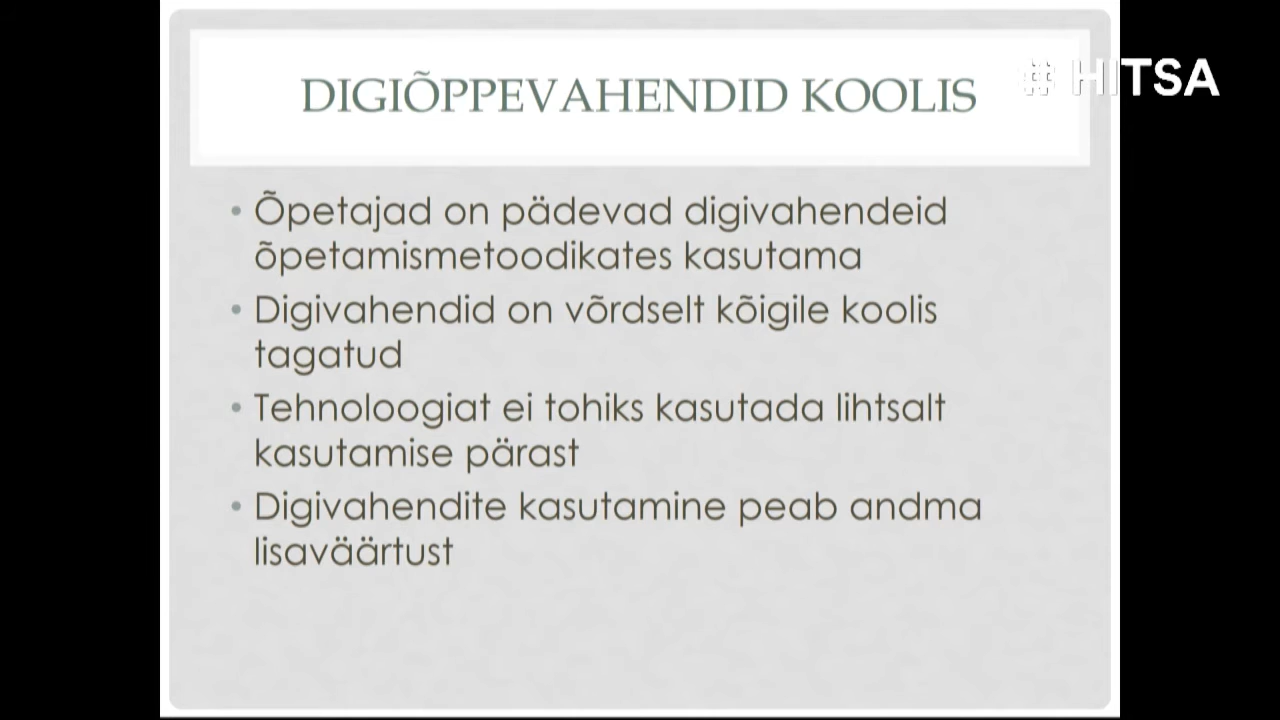 DIGIÕPPEVAHENDID KOOLIS
# HITSA
• Õpetajad on pädevad digivahendeid
õpetamismetoodikates kasutama
• Digivahendid on võrdselt kõigile koolis
tagatud
• Tehnoloogiat ei tohiks kasutada lihtsalt
kasutamise pärast
• Digivahendite kasutamine peab andma
lisaväärtust